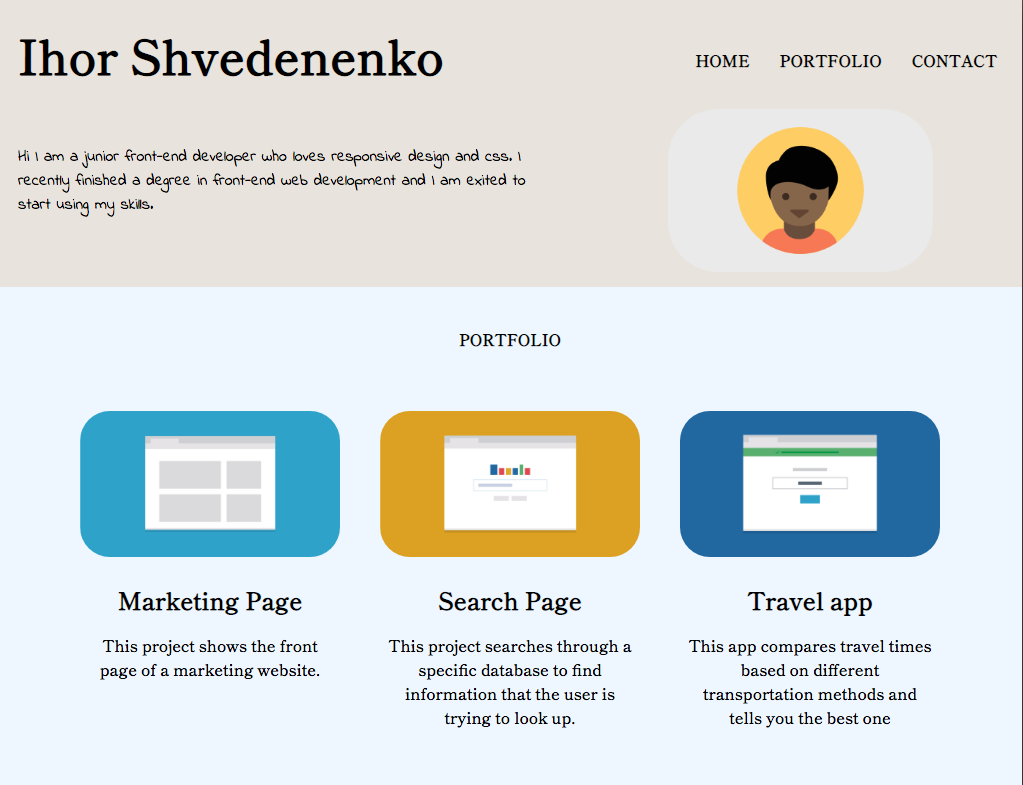 Ihor Shvedenenko
HOME PORTFOLIO CONTACT
Hi I am a junior front-end developer who loves responsive design and css. I
recently finished a degree in front-end web development and I am exited to
start using my skills.
PORTFOLIO
Marketing Page
This project shows the front
page of a marketing website.
Search Page
This project searches through a
specific database to find
information that the user is
trying to look up.
Travel app
This app compares travel times
based on different
transportation methods and
tells you the best one